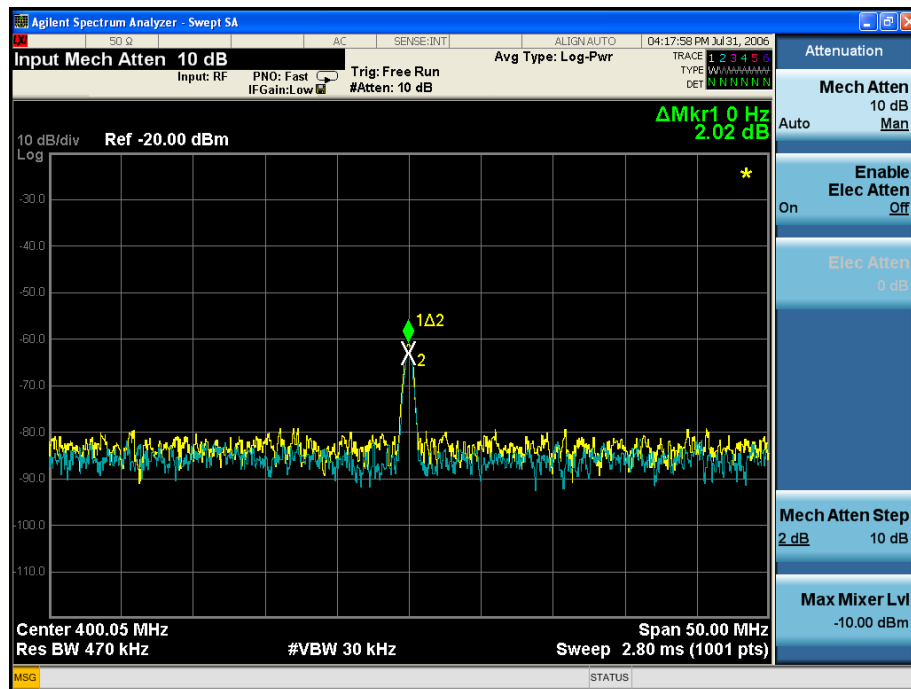 Agilent Spectrum Analyzer - Swept SA
50 Ω AC SENSE:INT ALIGN AUTO 04:17:58 PM Jul 31, 2006
Input Mech Atten 10 dB
Input: RF
PNO: Fast
IFGain:Low
Trig: Free Run
#Atten: 10 dB
Avg Type: Log-Pwr
TRACE 1 2 3 4 5 6
TYPE WWWWWWWW
DET N N N N N N
ΔMkr1 0 Hz
2.02 dB
10 dB/div Ref -20.00 dBm
Log
*
-30.0
-40.0
-50.0
1Δ2
-60.0
X2
-70.0
-80.0
-90.0
-100.0
-110.0
Center 400.05 MHz Span 50.00 MHz
Res BW 470 kHz #VBW 30 kHz Sweep 2.80 ms (1001 pts)
MSG STATUS
Attenuation
Mech Atten
10 dB
Auto Man
Enable
Elec Atten
On Off
Elec Atten
0 dB
Mech Atten Step
2 dB 10 dB
Max Mixer Lvl
-10.00 dBm